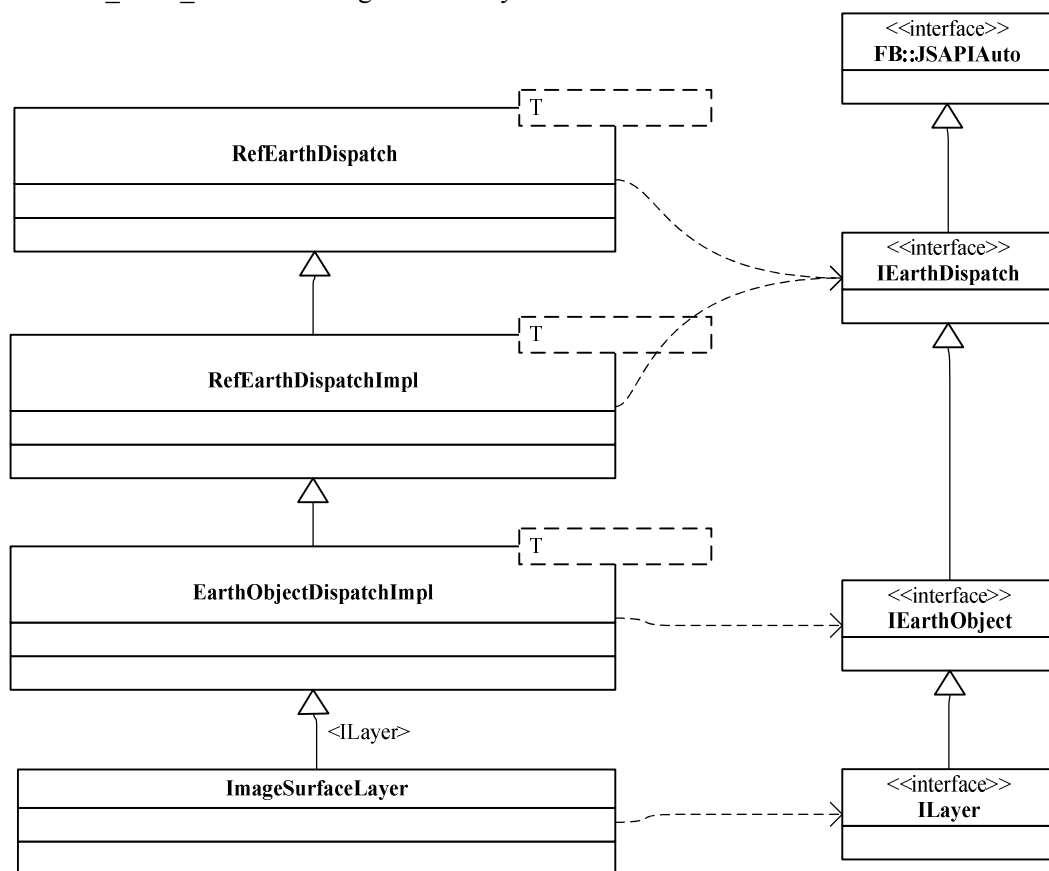 <<interface>>
FB::JSAPIAuto
T
RefEarthDispatch
<<interface>>
IEarthDispatch
T
RefEarthDispatchImpl
T
EarthObjectDispatchImpl
<<interface>>
IEarthObject
<ILayer>
ImageSurfaceLayer
<<interface>>
ILayer